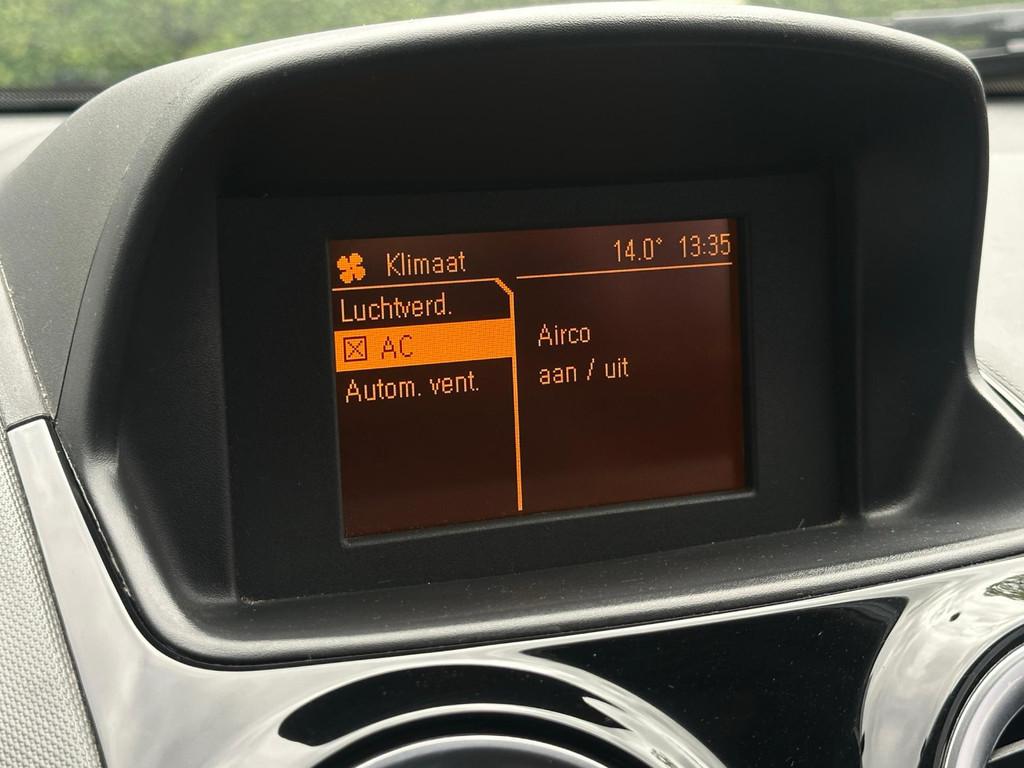 Klimaat 14.0° 13:35
Luchtverd.
AC
Autom. vent.
Airco
aan / uit